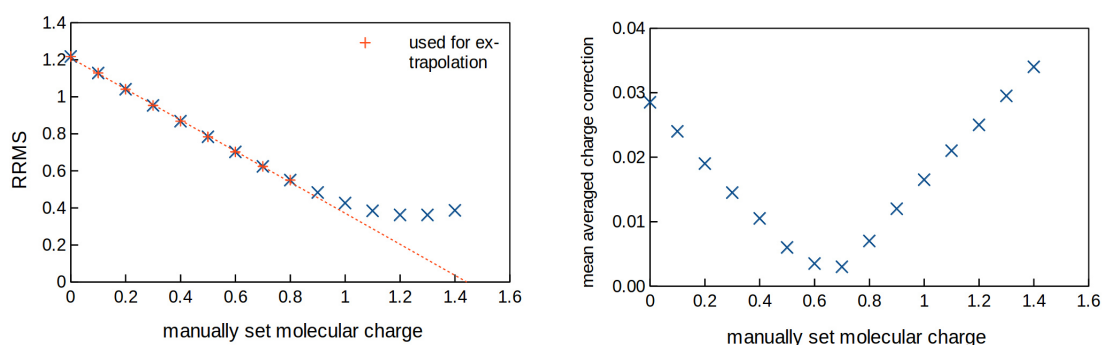 1.4
1.2
1
0.8
0.6
0.4
0.2
0
RRMS
used for ex-
trapolation
0 0.2 0.4 0.6 0.8 1 1.2 1.4 1.6
manually set molecular charge
0.04
0.03
0.02
0.01
0.00
mean averaged charge correction
0 0.2 0.4 0.6 0.8 1 1.2 1.4 1.6
manually set molecular charge